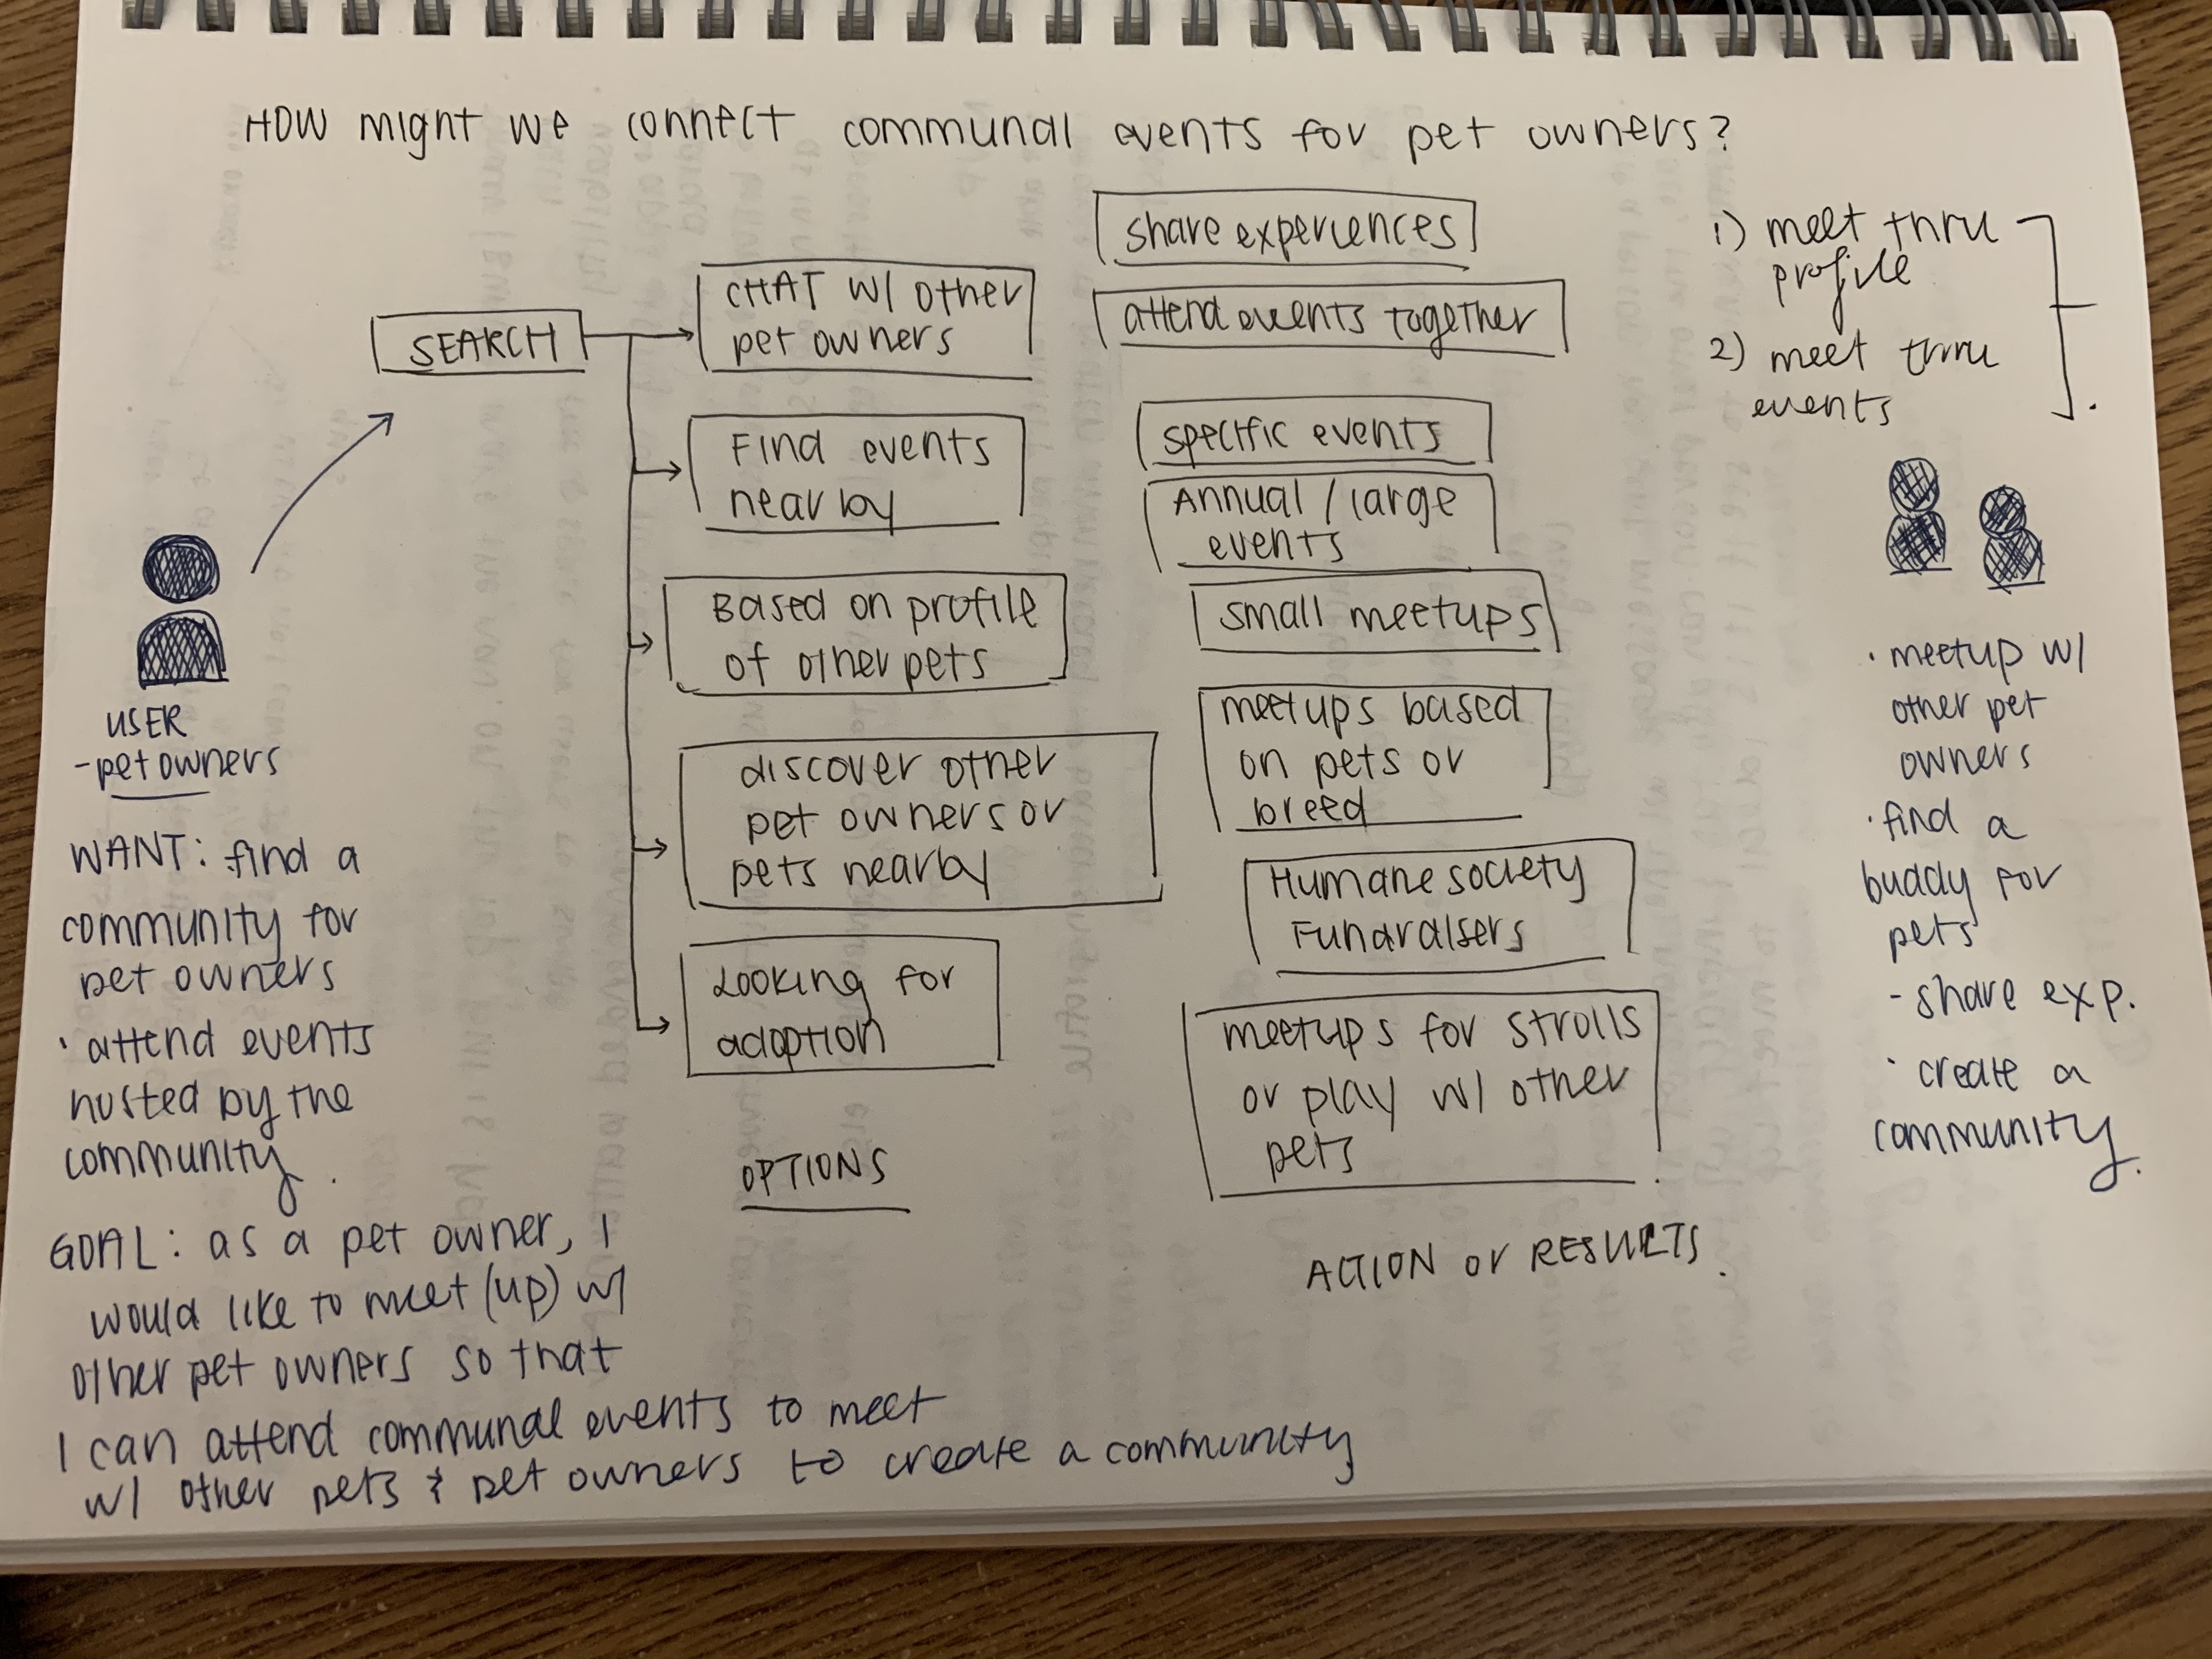 HOW might we connect communal events for pet owners?
SEARCH
USER
- pet owners
WANT: find a
community for
pet owners
· attend events
hosted by the
community.
GOAL: as a pet owner, I
would like to meet (up) w/
other pet owners so that
I can attend communal events to meet
w/ other pets & pet owners to create a community
CHAT w/ other
pet owners
Find events
nearby
Based on profile
of other pets
discover other
pet owners or
pets nearby
Looking for
adoption
OPTIONS
share experiences
attend events together
specific events
Annual / large
events
small meetups
meetups based
on pets or
breed
Humane society
Fundraisers
meetups for strolls
or play w/ other
pets
ACTION or RESULTS.
1) meet thru
profile
2) meet thru
events
· meetup w/
other pet
owners
· find a
buddy for
pets
- share exp.
· create a
community.